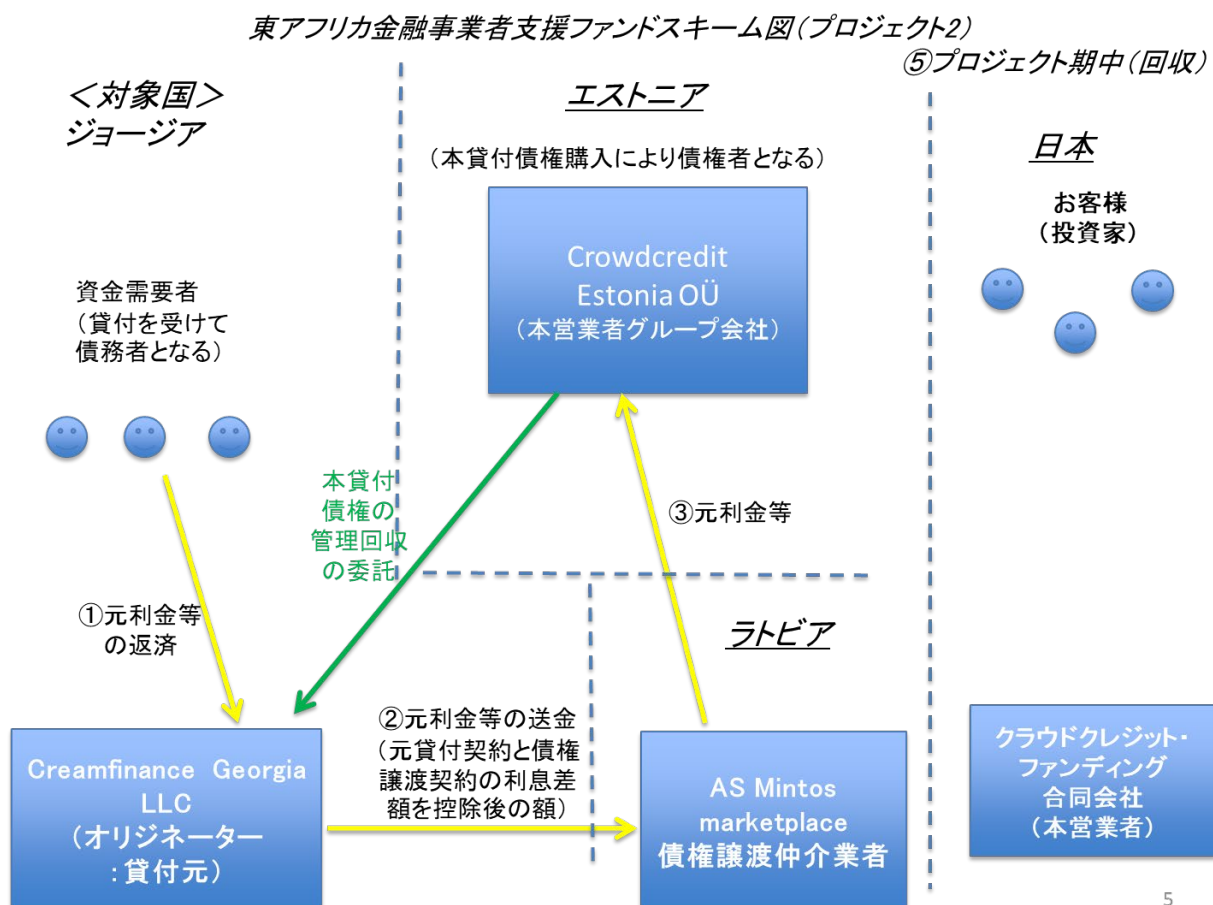 東アフリカ金融事業者支援ファンドスキーム図（プロジェクト2）
⑤プロジェクト期中（回収）
＜対象国＞
ジョージア
エストニア
日本
（本貸付債権購入により債権者となる）
お客様
（投資家）
Crowdcredit
Estonia OÜ
（本営業者グループ会社）
資金需要者
（貸付を受けて
債務者となる）
本貸付
債権の
管理回収
の委託
③元利金等
①元利金等
の返済
ラトビア
②元利金等の送金
（元貸付契約と債権
譲渡契約の利息差
額を控除後の額）
Creamfinance Georgia
LLC
（オリジネーター
：貸付元）
AS Mintos
marketplace
債権譲渡仲介業者
クラウドクレジット・
ファンディング
合同会社
（本営業者）
5